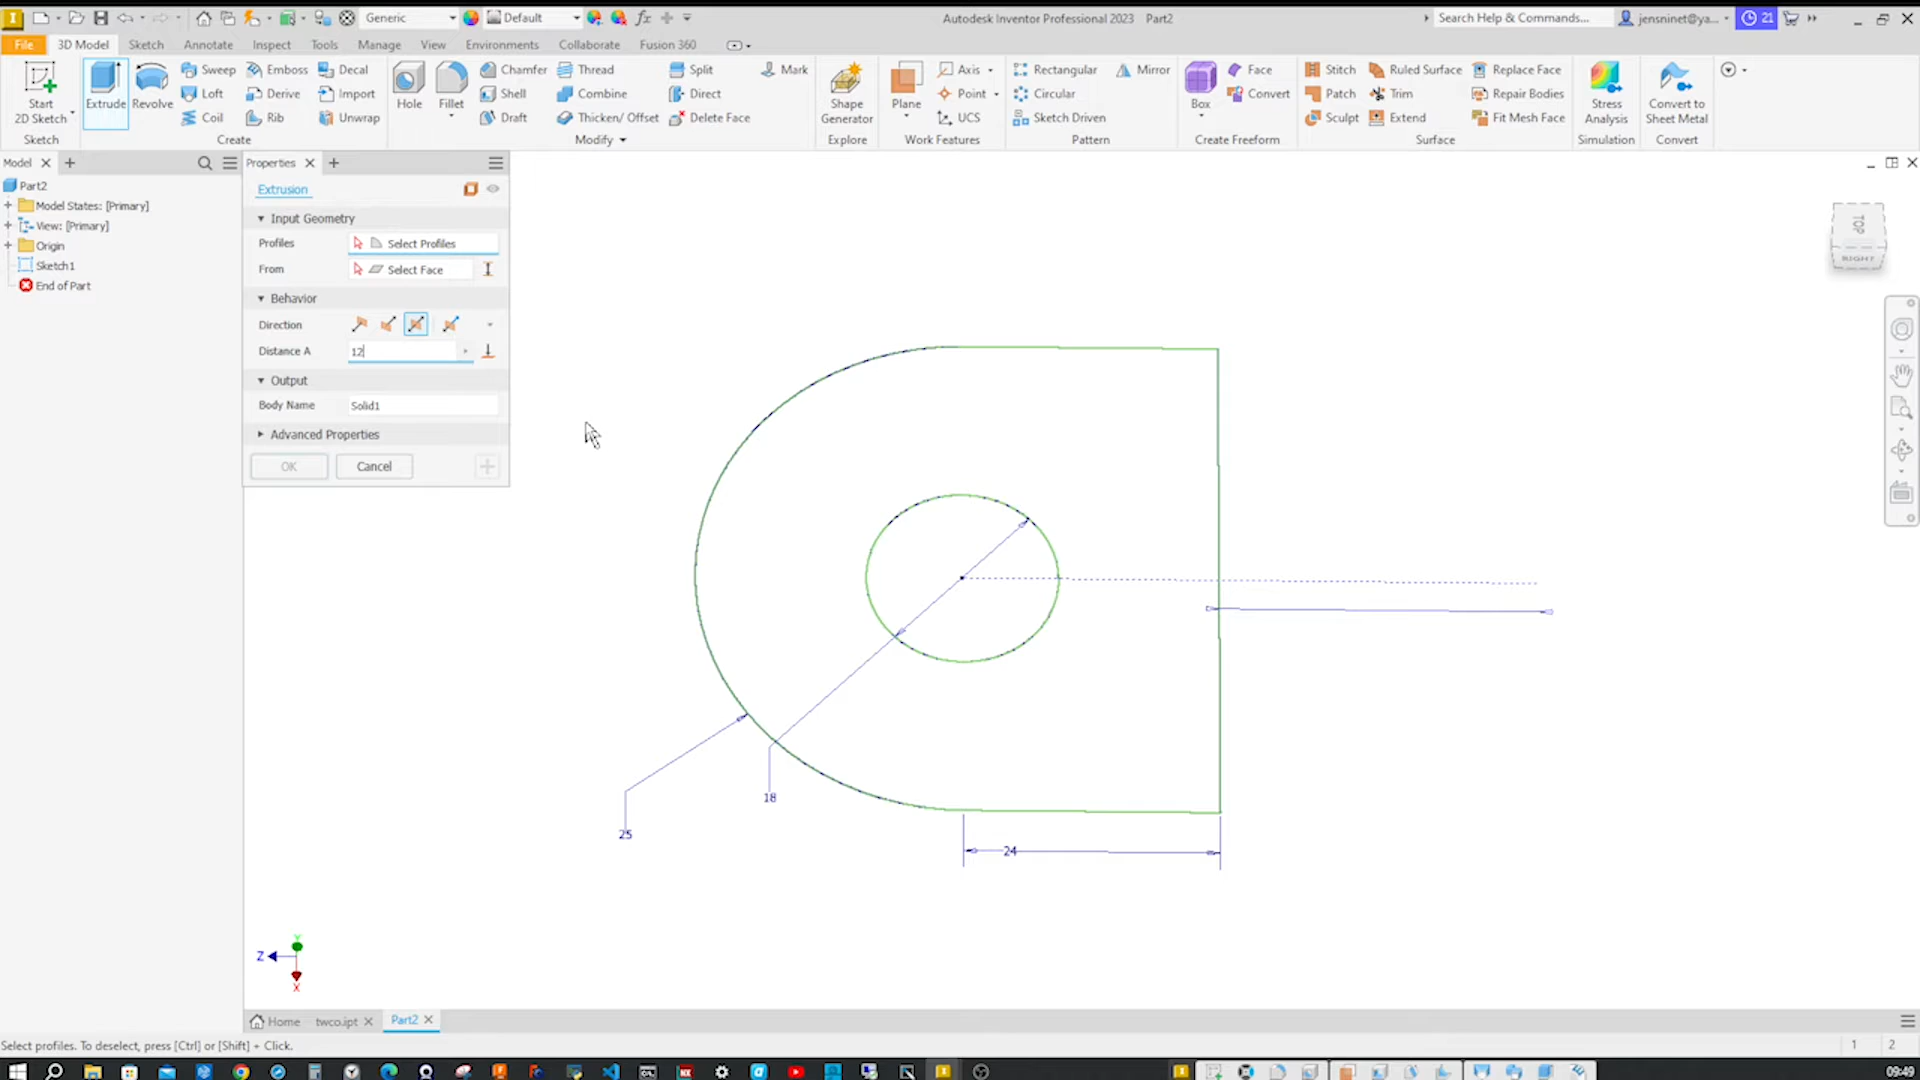 Generic
Default
Autodesk Inventor Professional 2023 Part2
Search Help & Commands...
jensninet@ya...
21
File
3D Model
Sketch
Annotate
Inspect
Tools
Manage
View
Environments
Collaborate
Fusion 360
Start
2D Sketch
Sketch
Extrude
Revolve
Sweep
Loft
Coil
Emboss
Derive
Rib
Decal
Import
Unwrap
Create
Hole
Fillet
Chamfer
Shell
Draft
Thread
Combine
Thicken/ Offset
Split
Direct
Delete Face
Mark
Modify
Shape
Generator
Explore
Plane
Axis
Point
UCS
Work Features
Rectangular
Circular
Sketch Driven
Mirror
Pattern
Box
Face
Convert
Create Freeform
Stitch
Patch
Sculpt
Ruled Surface
Trim
Extend
Replace Face
Repair Bodies
Fit Mesh Face
Surface
Stress
Analysis
Simulation
Convert to
Sheet Metal
Convert
Model
Part2
Model States: [Primary]
View: [Primary]
Origin
Sketch1
End of Part
Properties
Extrusion
Input Geometry
Profiles Select Profiles
From Select Face
Behavior
Direction
Distance A 12
Output
Body Name Solid1
Advanced Properties
OK Cancel
TOP
RIGHT
18
25
24
Y
Z
X
Home
twco.ipt
Part2
Select profiles. To deselect, press [Ctrl] or [Shift] + Click.
1 2
09:49